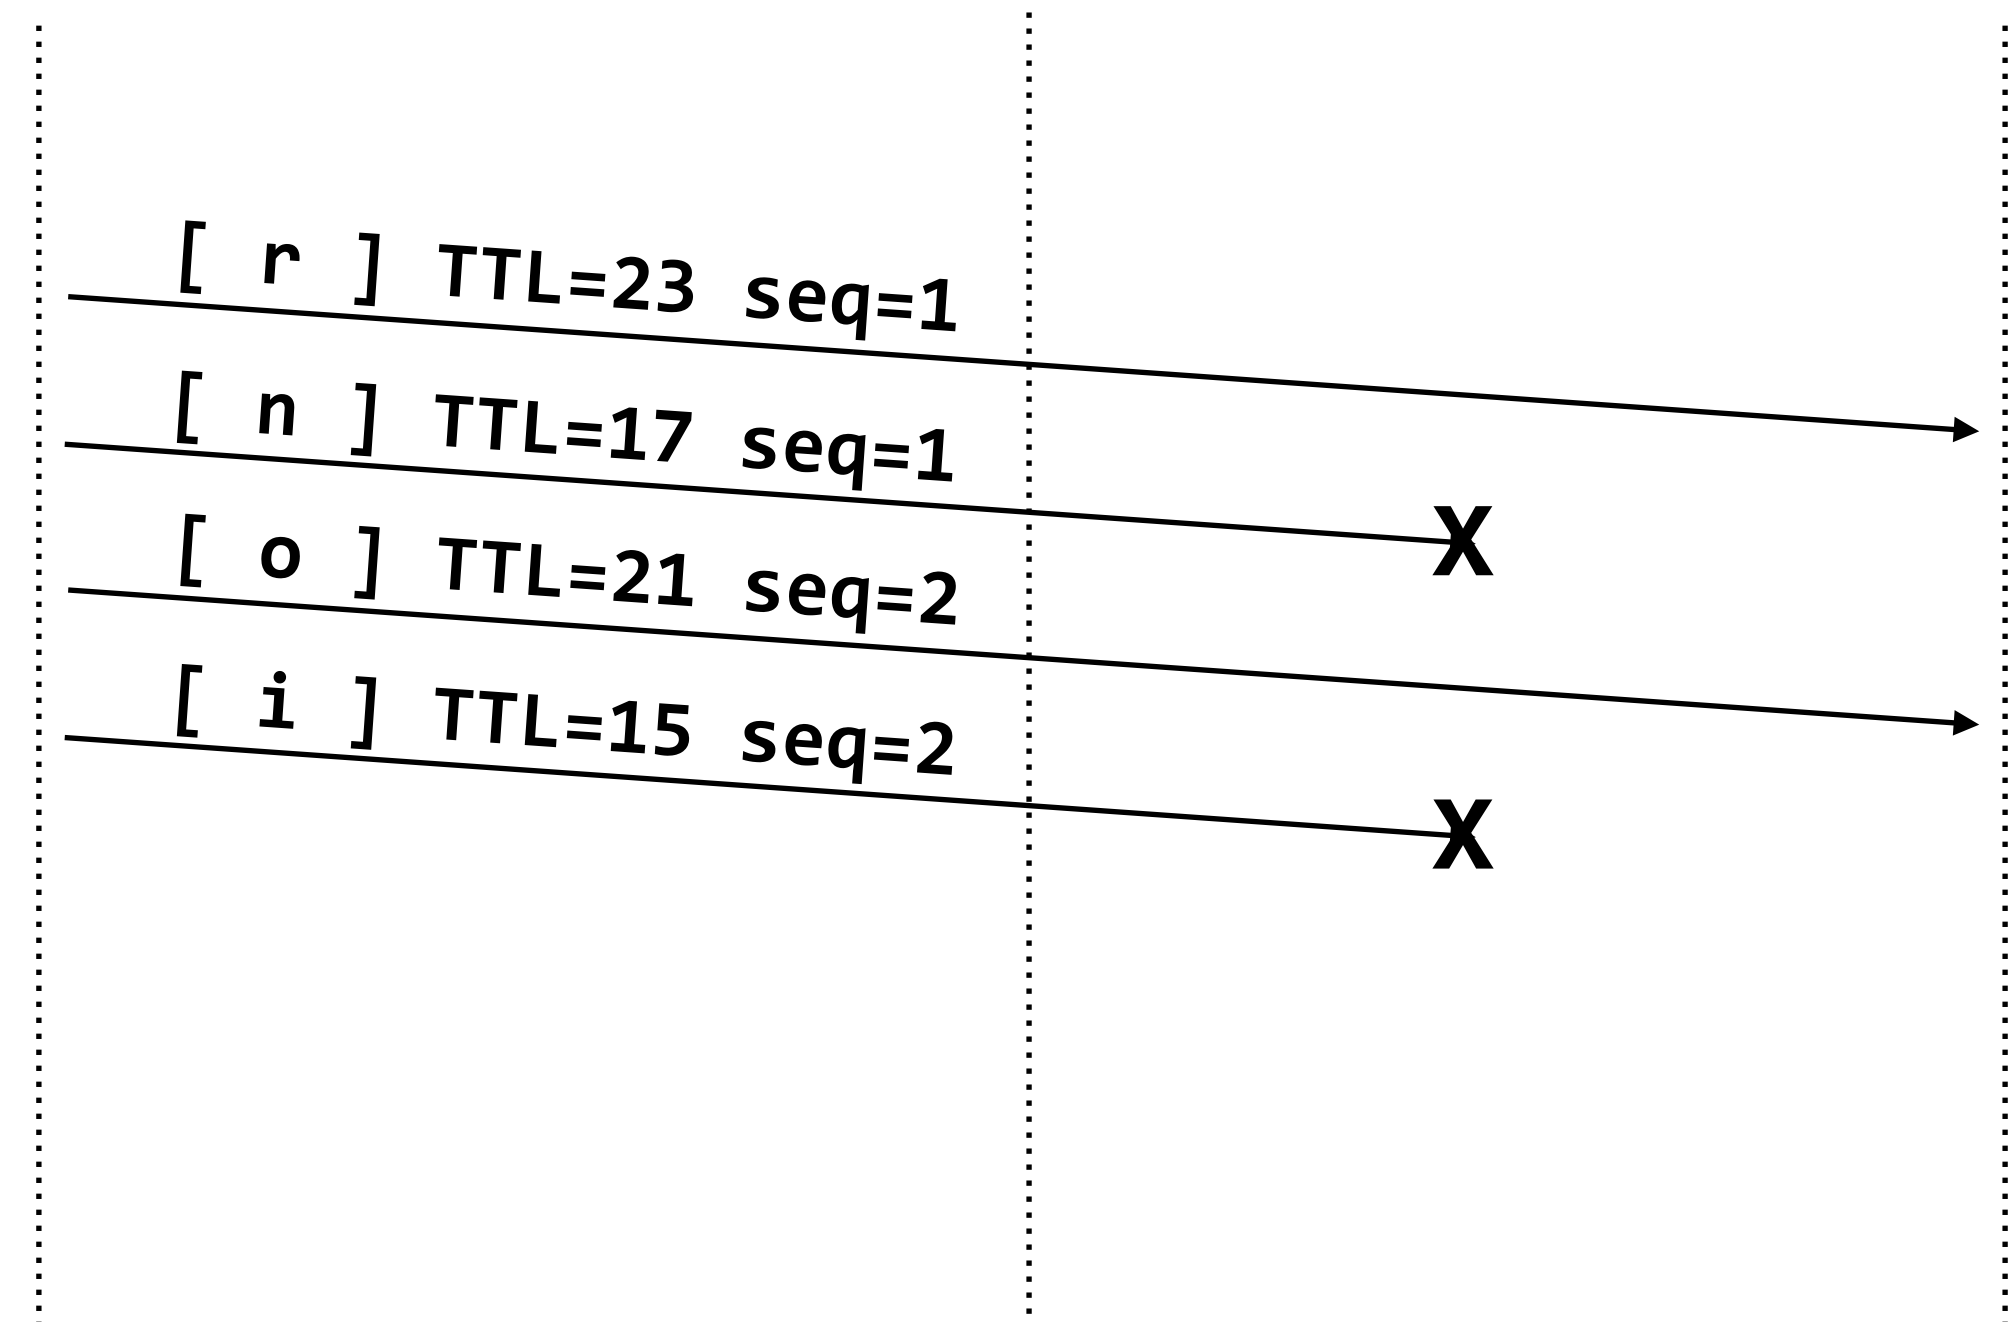 [ r ] TTL=23 seq=1
[ n ] TTL=17 seq=1
X
[ o ] TTL=21 seq=2
[ i ] TTL=15 seq=2
X